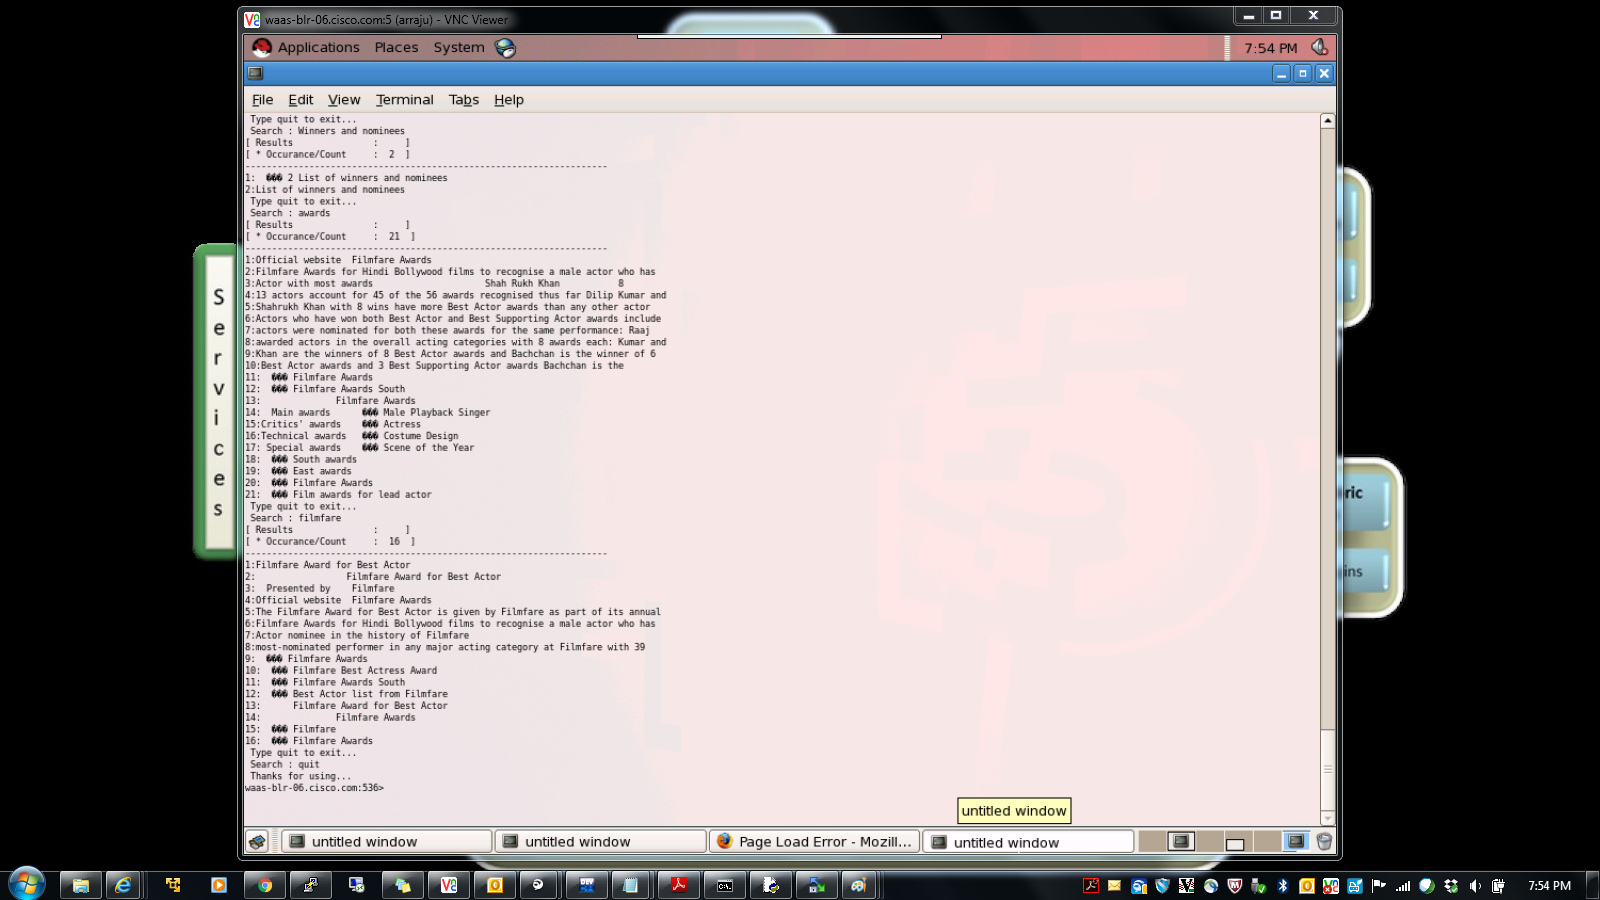 waas-blr-06.cisco.com:5 (arraju) - VNC Viewer
Applications Places System 7:54 PM
File Edit View Terminal Tabs Help
Type quit to exit...
Search : Winners and nominees
[ Results : ]
[ * Occurance/Count : 2 ]
--------------------------------------------------------------------
1: ��� 2 List of winners and nominees
2:List of winners and nominees
Type quit to exit...
Search : awards
[ Results : ]
[ * Occurance/Count : 21 ]
--------------------------------------------------------------------
1:Official website Filmfare Awards
2:Filmfare Awards for Hindi Bollywood films to recognise a male actor who has
3:Actor with most awards Shah Rukh Khan 8
4:13 actors account for 45 of the 56 awards recognised thus far Dilip Kumar and
5:Shahrukh Khan with 8 wins have more Best Actor awards than any other actor
6:Actors who have won both Best Actor and Best Supporting Actor awards include
7:actors were nominated for both these awards for the same performance: Raaj
8:awarded actors in the overall acting categories with 8 awards each: Kumar and
9:Khan are the winners of 8 Best Actor awards and Bachchan is the winner of 6
10:Best Actor awards and 3 Best Supporting Actor awards Bachchan is the
11: ��� Filmfare Awards
12: ��� Filmfare Awards South
13: Filmfare Awards
14: Main awards ��� Male Playback Singer
15:Critics' awards ��� Actress
16:Technical awards ��� Costume Design
17: Special awards ��� Scene of the Year
18: ��� South awards
19: ��� East awards
20: ��� Filmfare Awards
21: ��� Film awards for lead actor
Type quit to exit...
Search : filmfare
[ Results : ]
[ * Occurance/Count : 16 ]
--------------------------------------------------------------------
1:Filmfare Award for Best Actor
2: Filmfare Award for Best Actor
3: Presented by Filmfare
4:Official website Filmfare Awards
5:The Filmfare Award for Best Actor is given by Filmfare as part of its annual
6:Filmfare Awards for Hindi Bollywood films to recognise a male actor who has
7:Actor nominee in the history of Filmfare
8:most-nominated performer in any major acting category at Filmfare with 39
9: ��� Filmfare Awards
10: ��� Filmfare Best Actress Award
11: ��� Filmfare Awards South
12: ��� Best Actor list from Filmfare
13: Filmfare Award for Best Actor
14: Filmfare Awards
15: ��� Filmfare
16: ��� Filmfare Awards
Type quit to exit...
Search : quit
Thanks for using...
waas-blr-06.cisco.com:536>
untitled window
untitled window untitled window Page Load Error - Mozill... untitled window
Services
ric
ins
7:54 PM